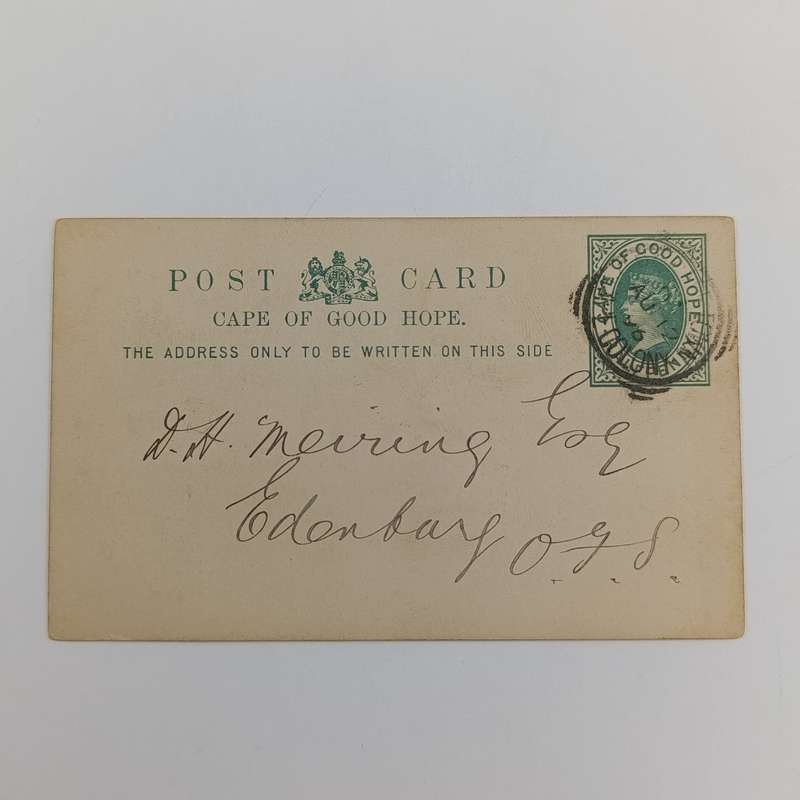 POST CARD
CAPE OF GOOD HOPE.
THE ADDRESS ONLY TO BE WRITTEN ON THIS SIDE
CAPE OF GOOD HOPE.
AU
D. H. Meiring Esq
Edenburg O.F.S.